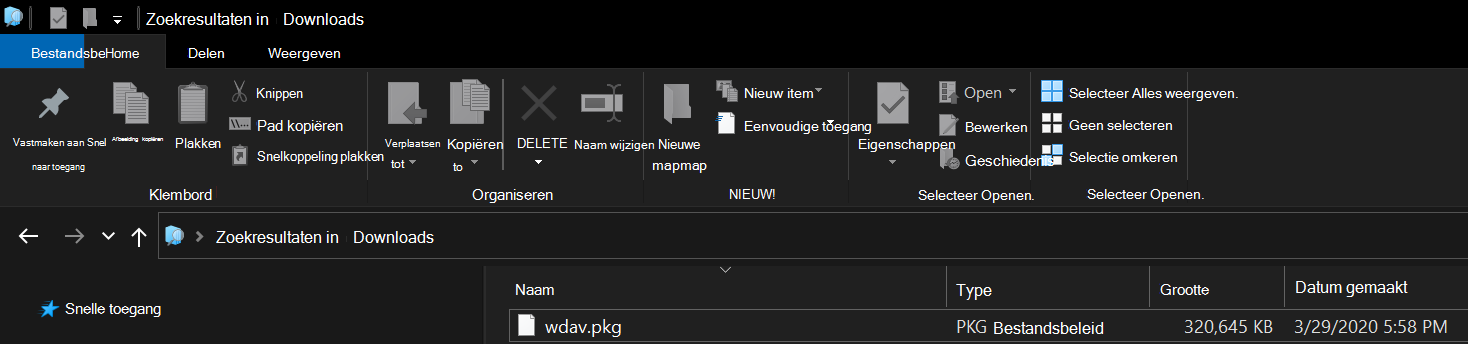 Zoekresultaten in Downloads
BestandsbeHome Delen Weergeven
Vastmaken aan Snel
naar toegang
Afbeelding kopiëren
Plakken
Knippen
Pad kopiëren
Snelkoppeling plakken
Klembord
Verplaatsen
tot
Kopiëren
to
DELETE
Naam wijzigen
Organiseren
Nieuwe
mapmap
Nieuw item
Eenvoudige toegang
NIEUW!
Eigenschappen
Open
Bewerken
Geschiedenis
Selecteer Openen.
Selecteer Alles weergeven.
Geen selecteren
Selectie omkeren
Selecteer Openen.
Zoekresultaten in Downloads
Snelle toegang
Naam Type Grootte Datum gemaakt
wdav.pkg PKG Bestandsbeleid 320,645 KB 3/29/2020 5:58 PM